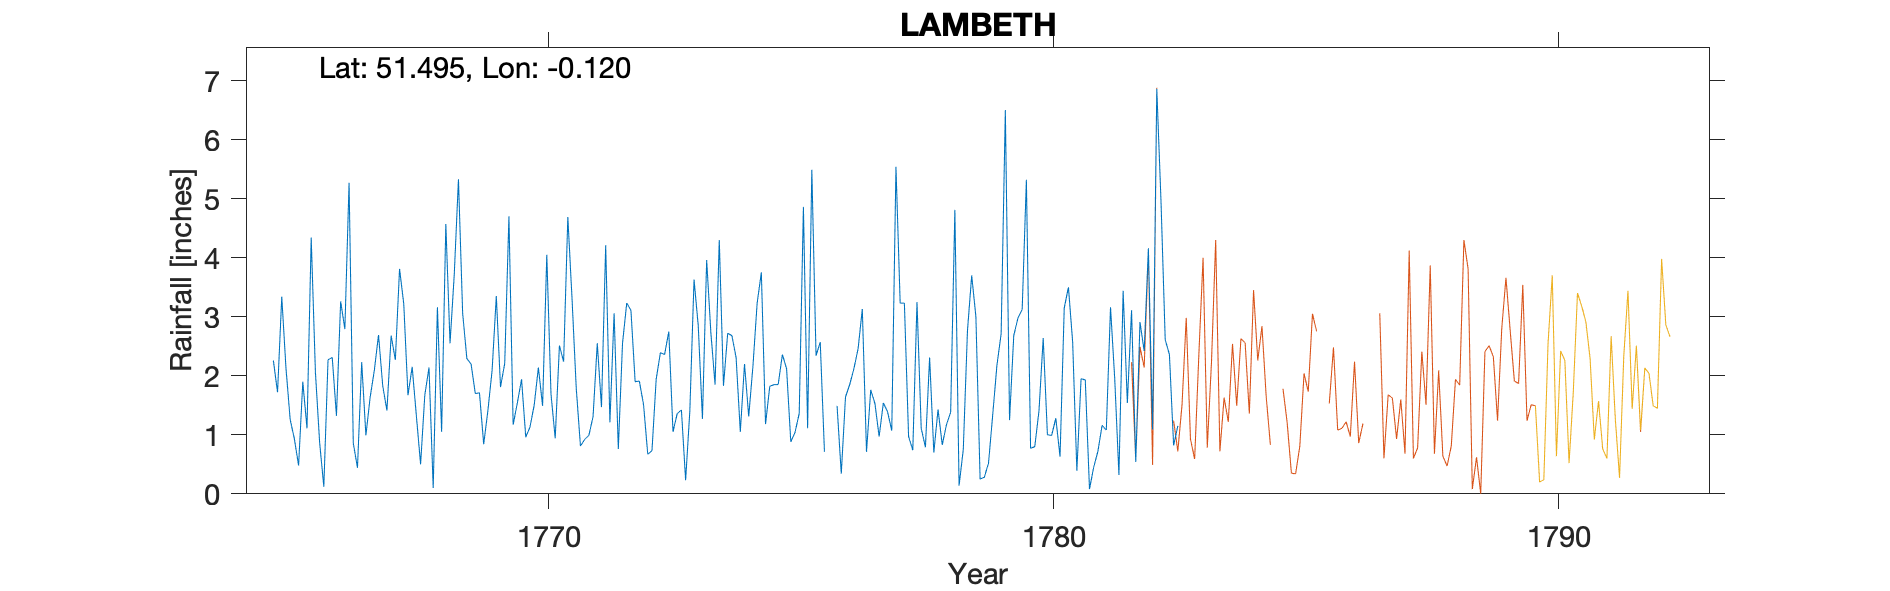 LAMBETH
Lat: 51.495, Lon: -0.120
7
6
5
4
3
2
1
0
Rainfall [inches]
1770
1780
1790
Year